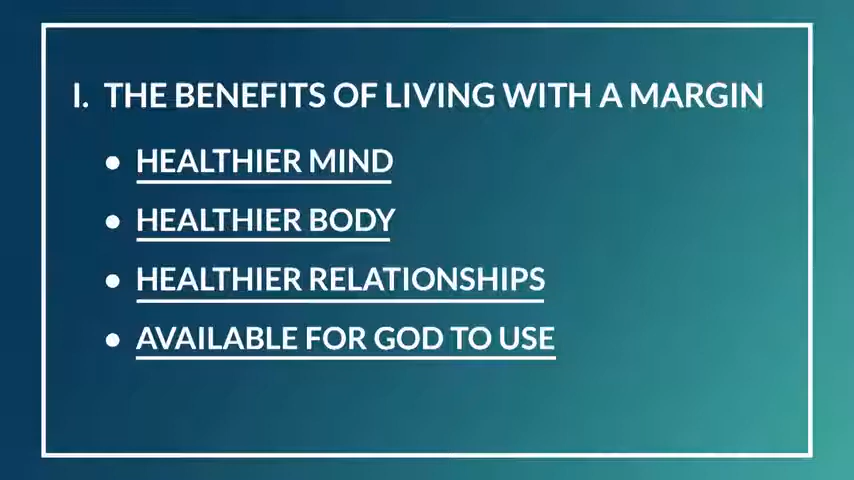 I. THE BENEFITS OF LIVING WITH A MARGIN
• HEALTHIER MIND
• HEALTHIER BODY
• HEALTHIER RELATIONSHIPS
• AVAILABLE FOR GOD TO USE